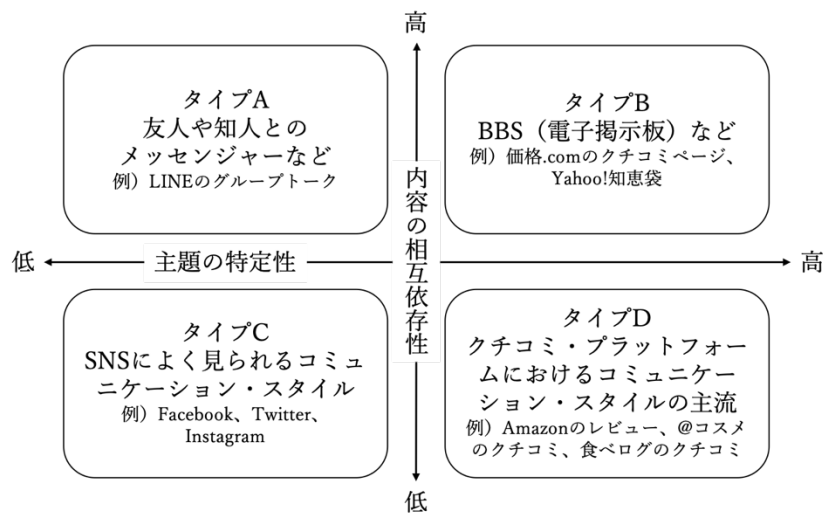 高
タイプA
友人や知人との
メッセンジャーなど
例）LINEのグループトーク
タイプB
BBS（電子掲示板）など
例）価格.comのクチコミページ、
Yahoo!知恵袋
内容の相互依存性
低
主題の特定性
高
タイプC
SNSによく見られるコミュ
ニケーション・スタイル
例）Facebook、Twitter、
Instagram
タイプD
クチコミ・プラットフォー
ムにおけるコミュニケー
ション・スタイルの主流
例）Amazonのレビュー、@コスメ
のクチコミ、食べログのクチコミ
低